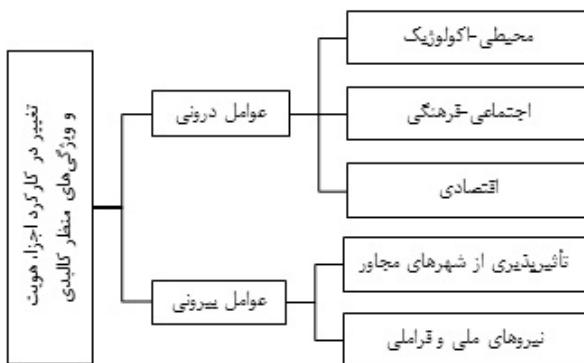 تغییر در کارکرد اجزا، هویت
و ویژگی‌های منظر کالبدی
عوامل درونی
محیطی-اکولوژیک
اجتماعی-فرهنگی
اقتصادی
عوامل بیرونی
تأثیرپذیری از شهرهای مجاور
نیروهای ملی و فراملی